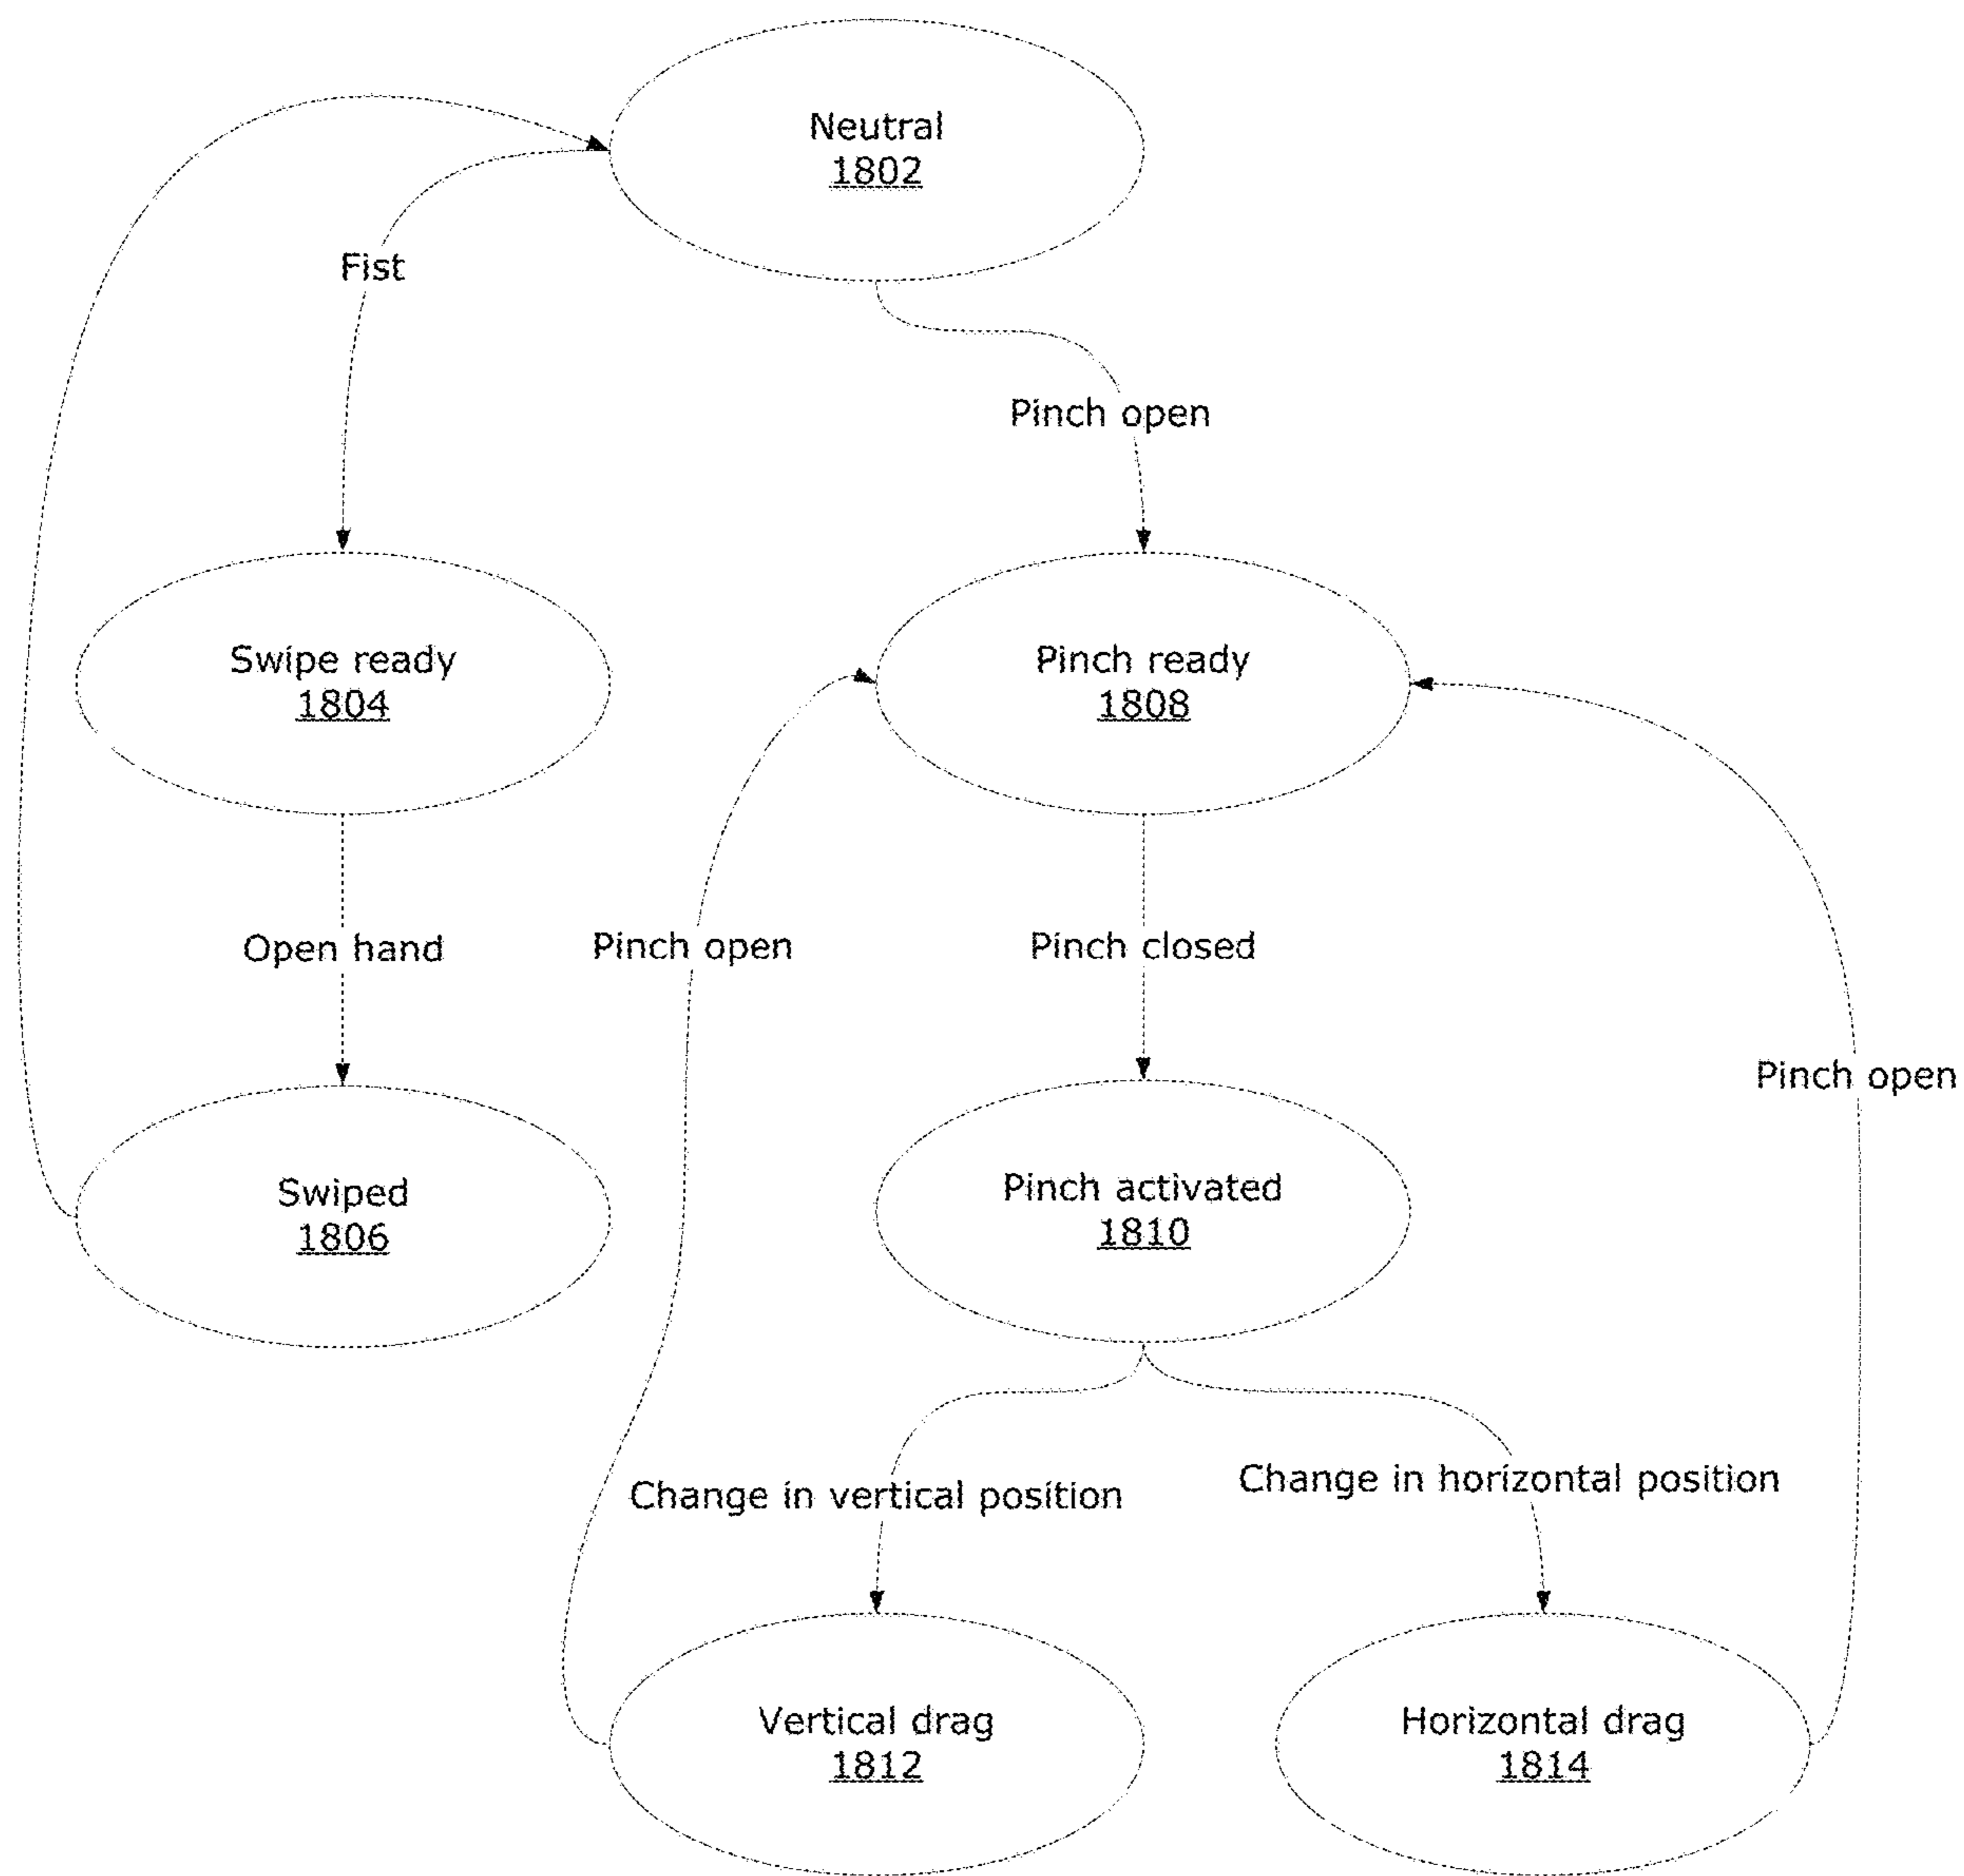 Neutral
1802
Fist
Pinch open
Swipe ready
1804
Pinch ready
1808
Open hand
Pinch open
Pinch closed
Pinch open
Swiped
1806
Pinch activated
1810
Change in vertical position
Change in horizontal position
Vertical drag
1812
Horizontal drag
1814